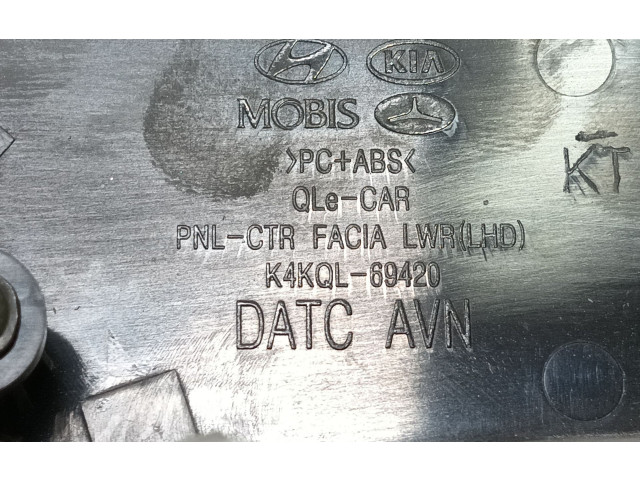 KIA
MOBIS
>PC+ABS<
QLe-CAR
PNL-CTR FACIA LWR(LHD)
K4KQL-69420
DATC AVN
KT